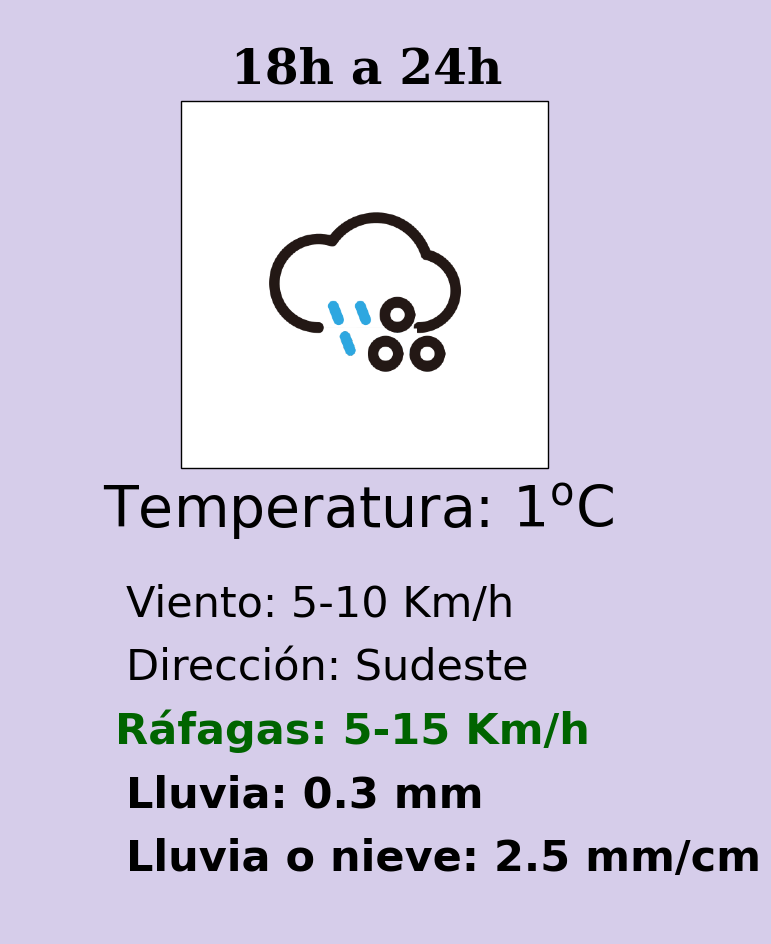 18h a 24h
Temperatura: 1ºC
Viento: 5-10 Km/h
Dirección: Sudeste
Ráfagas: 5-15 Km/h
Lluvia: 0.3 mm
Lluvia o nieve: 2.5 mm/cm